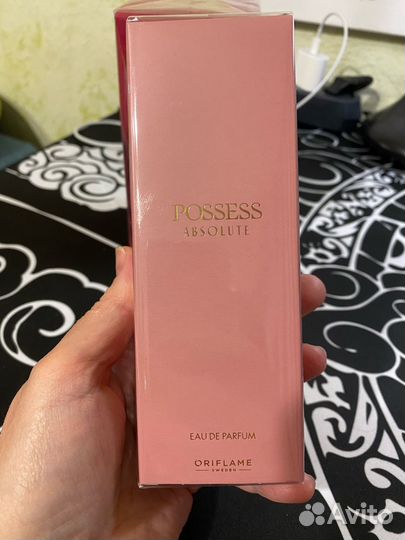 POSSESS
ABSOLUTE
EAU DE PARFUM
ORIFLAME
SWEDEN
Avito